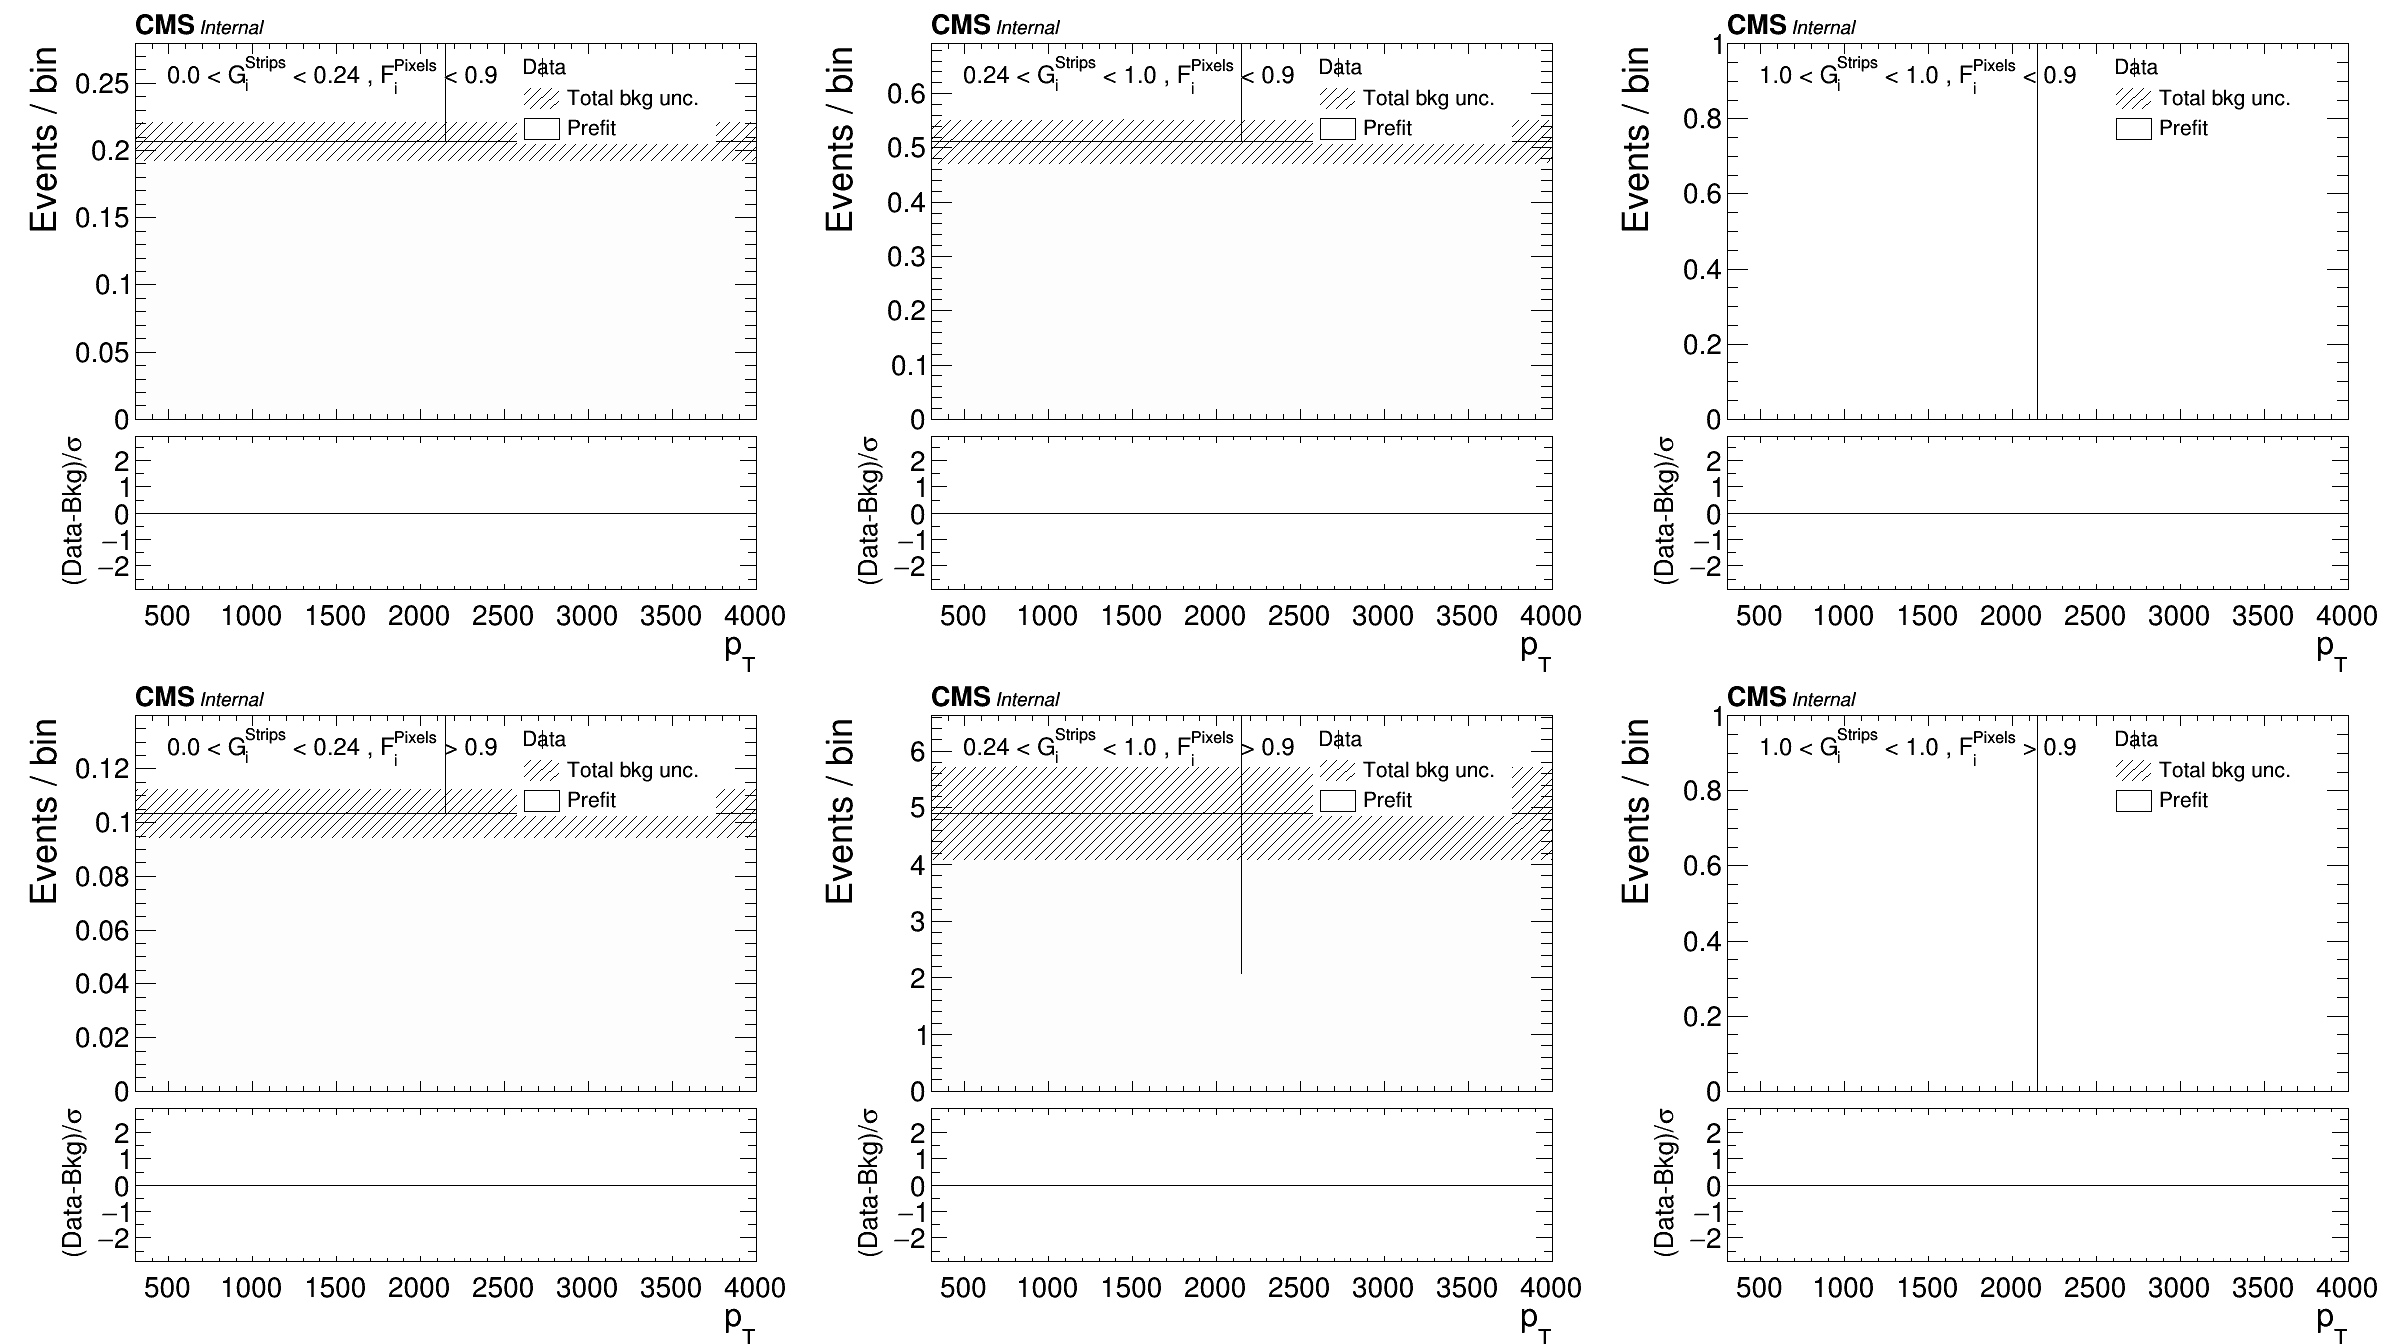 CMS Internal
Events / bin
0.0 < G_i^Strips < 0.24 , F_i^Pixels < 0.9
Data
Total bkg unc.
Prefit
0.25
0.2
0.15
0.1
0.05
0
(Data-Bkg)/σ
2
1
0
−1
−2
500 1000 1500 2000 2500 3000 3500 4000
p_T
CMS Internal
Events / bin
0.24 < G_i^Strips < 1.0 , F_i^Pixels < 0.9
Data
Total bkg unc.
Prefit
0.6
0.5
0.4
0.3
0.2
0.1
0
(Data-Bkg)/σ
2
1
0
−1
−2
500 1000 1500 2000 2500 3000 3500 4000
p_T
CMS Internal
Events / bin
1.0 < G_i^Strips < 1.0 , F_i^Pixels < 0.9
Data
Total bkg unc.
Prefit
1
0.8
0.6
0.4
0.2
0
(Data-Bkg)/σ
2
1
0
−1
−2
500 1000 1500 2000 2500 3000 3500 4000
p_T
CMS Internal
Events / bin
0.0 < G_i^Strips < 0.24 , F_i^Pixels > 0.9
Data
Total bkg unc.
Prefit
0.12
0.1
0.08
0.06
0.04
0.02
0
(Data-Bkg)/σ
2
1
0
−1
−2
500 1000 1500 2000 2500 3000 3500 4000
p_T
CMS Internal
Events / bin
0.24 < G_i^Strips < 1.0 , F_i^Pixels > 0.9
Data
Total bkg unc.
Prefit
6
5
4
3
2
1
0
(Data-Bkg)/σ
2
1
0
−1
−2
500 1000 1500 2000 2500 3000 3500 4000
p_T
CMS Internal
Events / bin
1.0 < G_i^Strips < 1.0 , F_i^Pixels > 0.9
Data
Total bkg unc.
Prefit
1
0.8
0.6
0.4
0.2
0
(Data-Bkg)/σ
2
1
0
−1
−2
500 1000 1500 2000 2500 3000 3500 4000
p_T